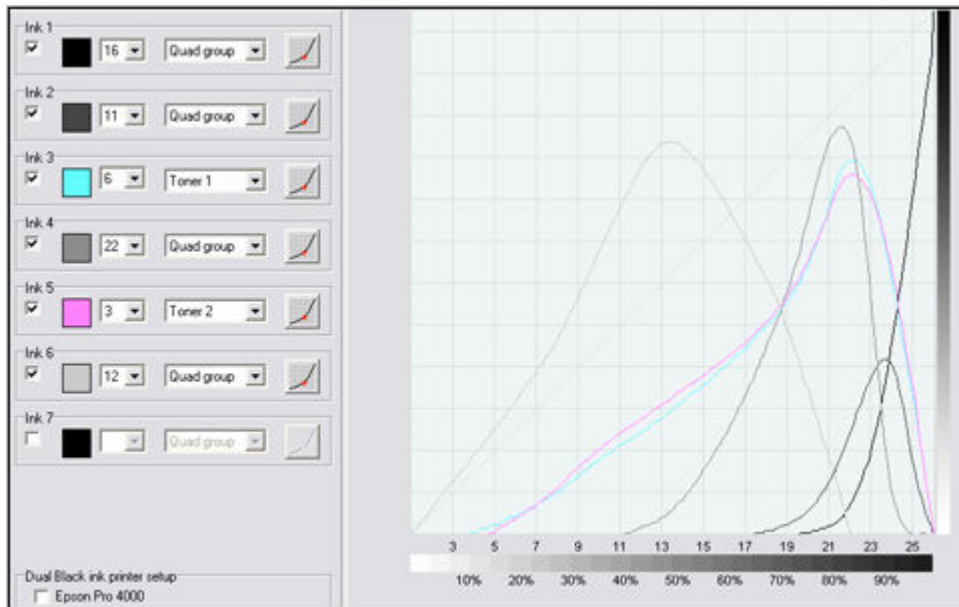 Ink 1
16 Quad group
Ink 2
11 Quad group
Ink 3
6 Toner 1
Ink 4
22 Quad group
Ink 5
3 Toner 2
Ink 6
12 Quad group
Ink 7
Quad group
Dual Black ink printer setup
Epson Pro 4000
3 5 7 9 11 13 15 17 19 21 23 25
10% 20% 30% 40% 50% 60% 70% 80% 90%